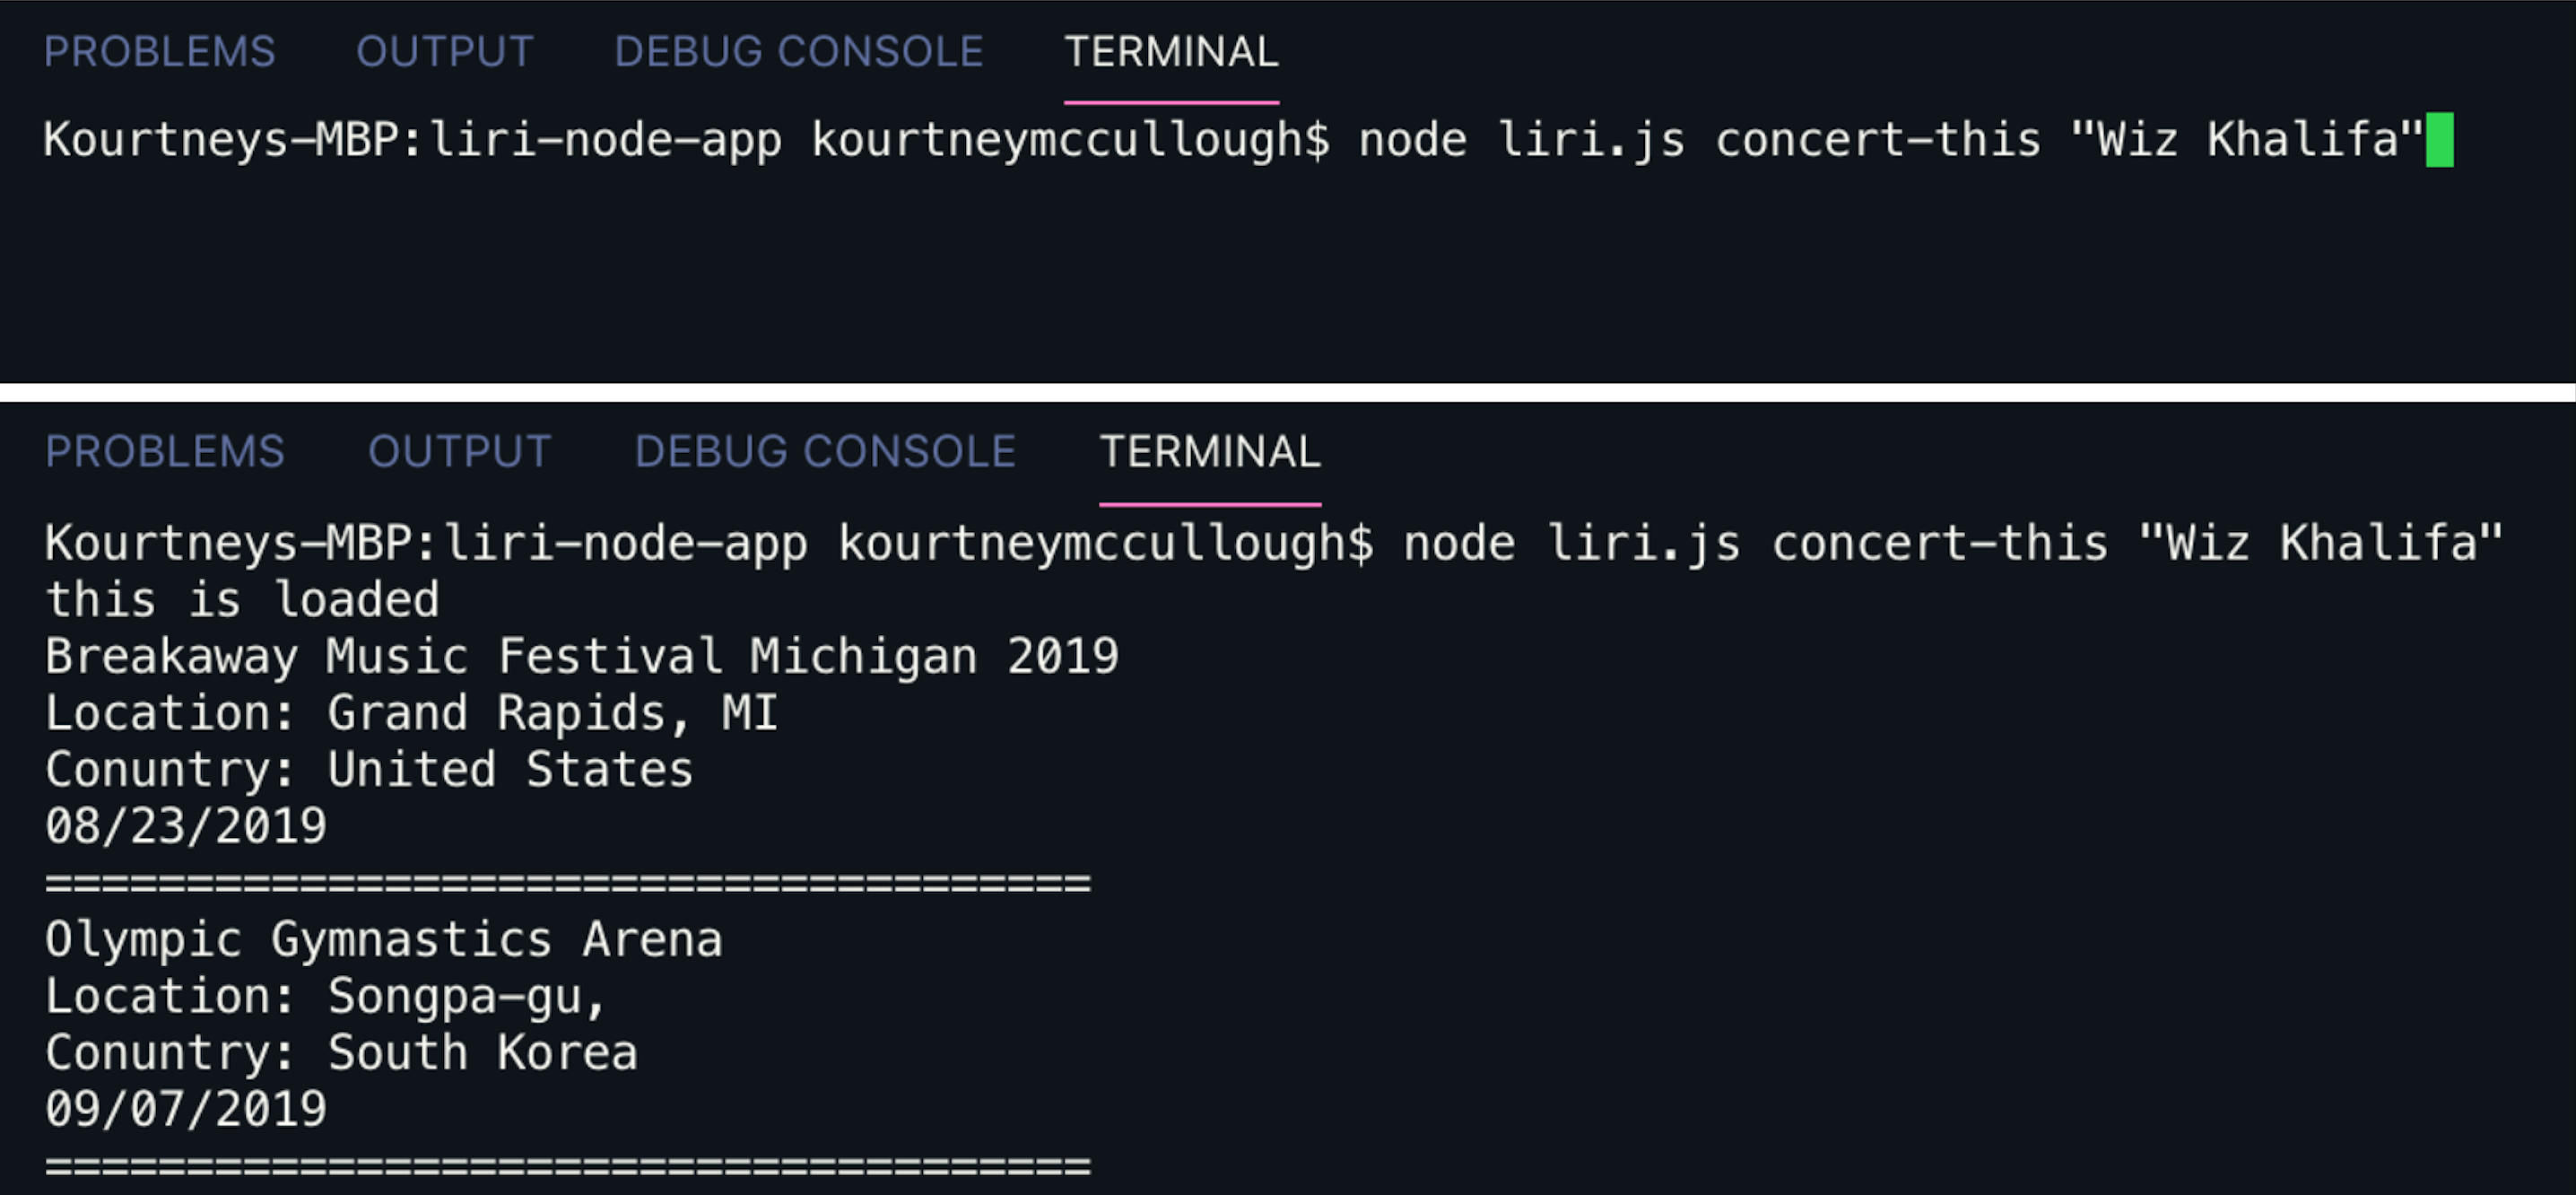 PROBLEMS OUTPUT DEBUG CONSOLE TERMINAL
Kourtneys-MBP:liri-node-app kourtneymccullough$ node liri.js concert-this "Wiz Khalifa"
PROBLEMS OUTPUT DEBUG CONSOLE TERMINAL
Kourtneys-MBP:liri-node-app kourtneymccullough$ node liri.js concert-this "Wiz Khalifa"
this is loaded
Breakaway Music Festival Michigan 2019
Location: Grand Rapids, MI
Conuntry: United States
08/23/2019
=====================================
Olympic Gymnastics Arena
Location: Songpa-gu,
Conuntry: South Korea
09/07/2019
=====================================